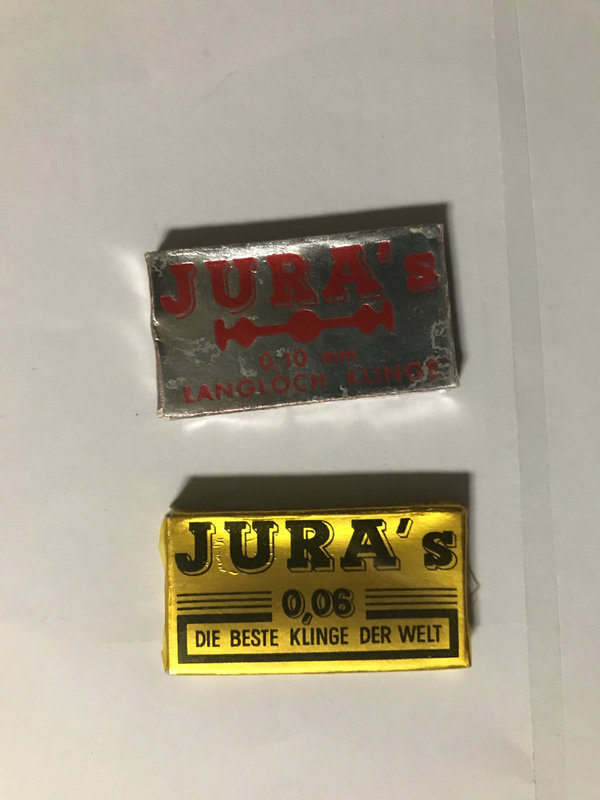 JURA's
0,10 mm
LANGLOCH KLINGE
JURA's
0,06
DIE BESTE KLINGE DER WELT